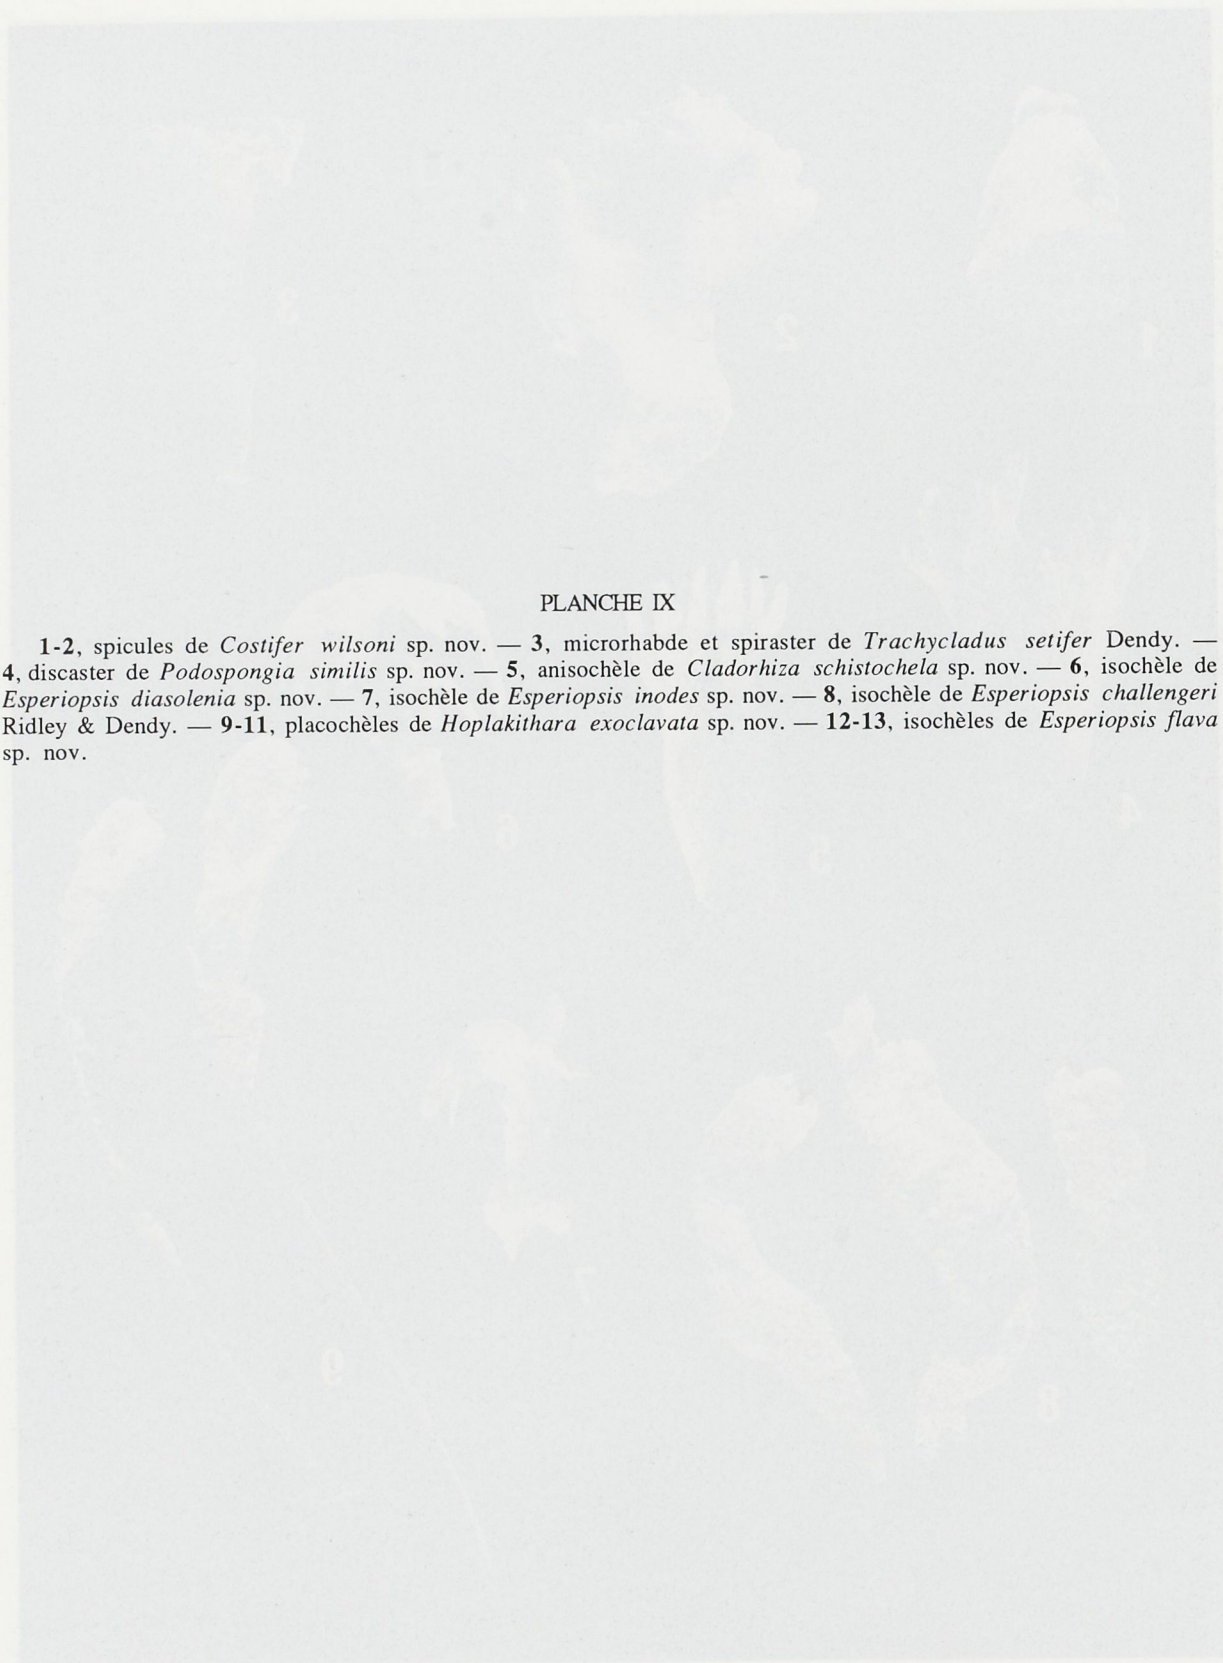 PLANCHE IX
1-2, spicules de Costifer wilsoni sp. nov. — 3, microrhabde et spiraster de Trachycladus setifer Dendy. —
4, discaster de Podospongia similis sp. nov. — 5, anisochèle de Cladorhiza schistochela sp. nov. — 6, isochèle de
Esperiopsis diasolenia sp. nov. — 7, isochèle de Esperiopsis inodes sp. nov. — 8, isochèle de Esperiopsis challengeri
Ridley & Dendy. — 9-11, placochèles de Hoplakithara exoclavata sp. nov. — 12-13, isochèles de Esperiopsis flava
sp. nov.